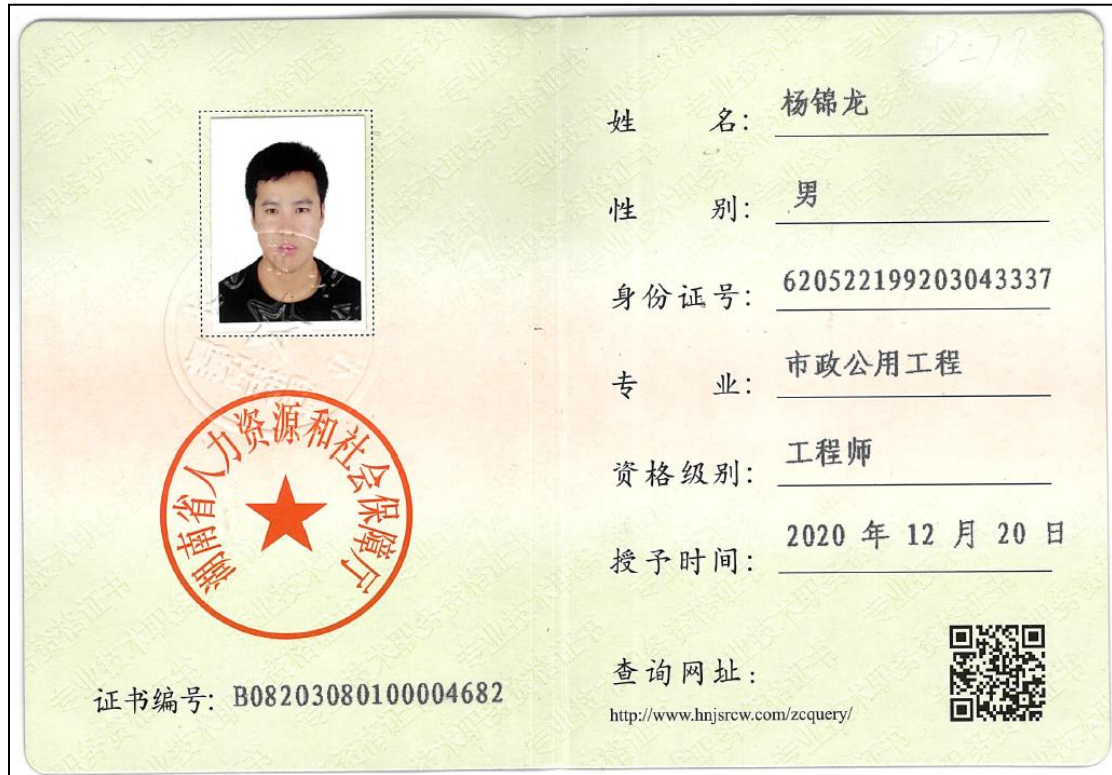 姓 名: 杨锦龙
性 别: 男
身份证号: 620522199203043337
专 业: 市政公用工程
资格级别: 工程师
授予时间: 2020 年 12 月 20 日
查询网址:
http://www.hnjsrcw.com/zcquery/
湖南省人力资源和社会保障厅
证书编号: B08203080100004682